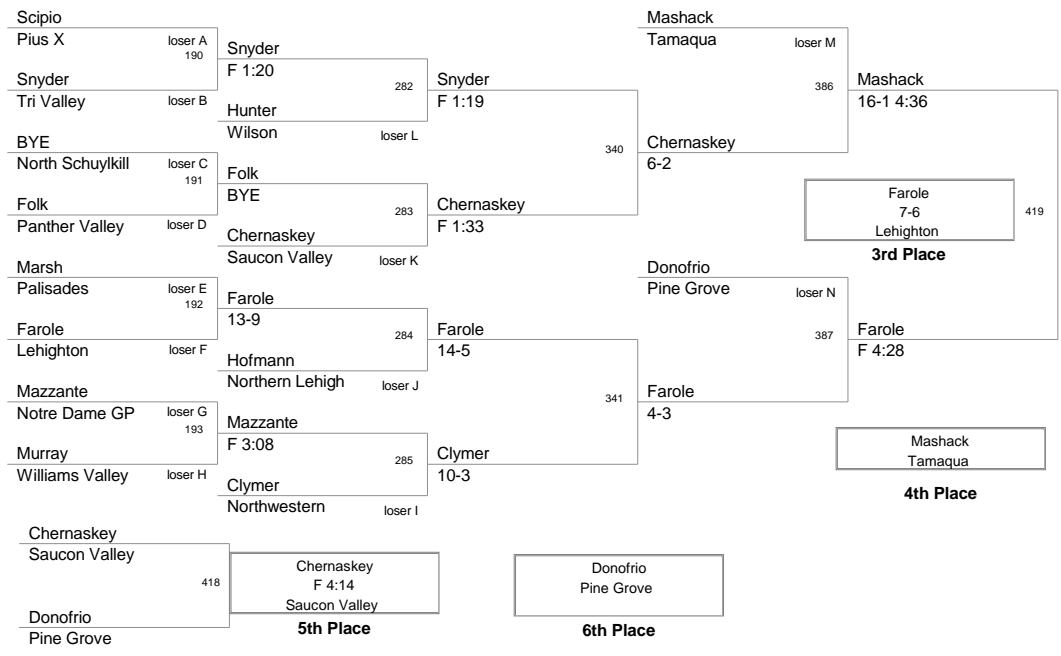 Scipio
Pius X
loser A
190
Snyder
Tri Valley
loser B
BYE
North Schuylkill
loser C
191
Folk
Panther Valley
loser D
Marsh
Palisades
loser E
192
Farole
Lehighton
loser F
Mazzante
Notre Dame GP
loser G
193
Murray
Williams Valley
loser H
Snyder
F 1:20
282
Hunter
Wilson
loser L
Folk
BYE
283
Chernaskey
Saucon Valley
loser K
Farole
13-9
284
Hofmann
Northern Lehigh
loser J
Mazzante
F 3:08
285
Clymer
Northwestern
loser I
Snyder
F 1:19
340
Chernaskey
F 1:33
Farole
14-5
341
Clymer
10-3
Mashack
Tamaqua
loser M
386
Chernaskey
6-2
Donofrio
Pine Grove
loser N
387
Farole
4-3
Mashack
16-1 4:36
419
Farole
F 4:28
Farole
7-6
Lehighton
3rd Place
Mashack
Tamaqua
4th Place
Chernaskey
Saucon Valley
418
Donofrio
Pine Grove
Chernaskey
F 4:14
Saucon Valley
5th Place
Donofrio
Pine Grove
6th Place